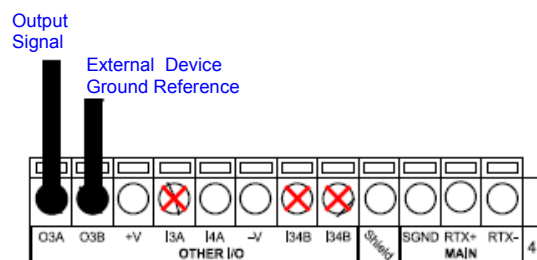 Output
Signal
External Device
Ground Reference
O3A O3B +V I3A I4A –V I34B I34B Shield SGND RTX+ RTX–
OTHER I/O MAIN
4